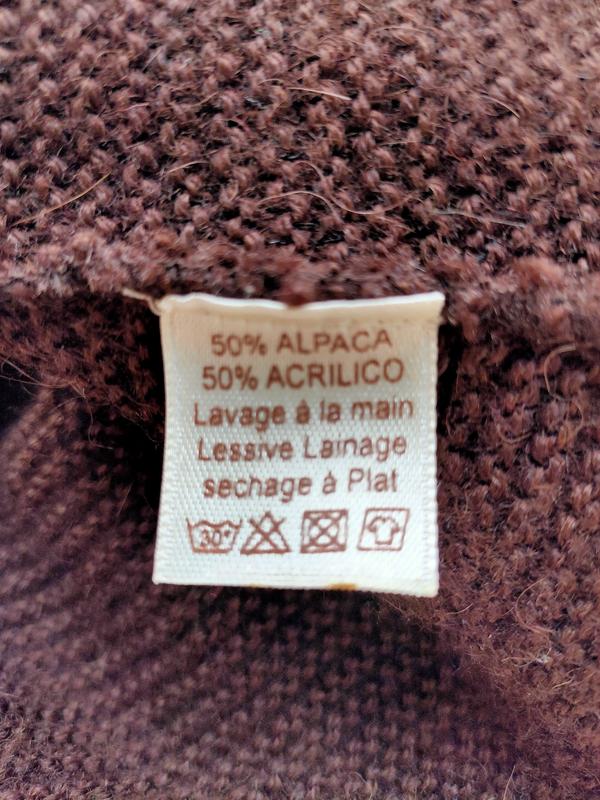 50% ALPACA
50% ACRILICO
Lavage à la main
Lessive Lainage
sechage à Plat
30°